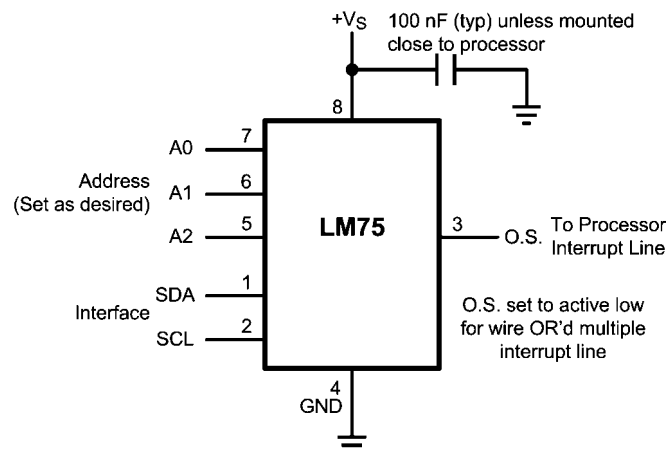 +VS
100 nF (typ) unless mounted
close to processor
8
A0
7
Address
(Set as desired)
A1
6
A2
5
LM75
3
O.S.
To Processor
Interrupt Line
Interface
SDA
1
SCL
2
O.S. set to active low
for wire OR'd multiple
interrupt line
4
GND